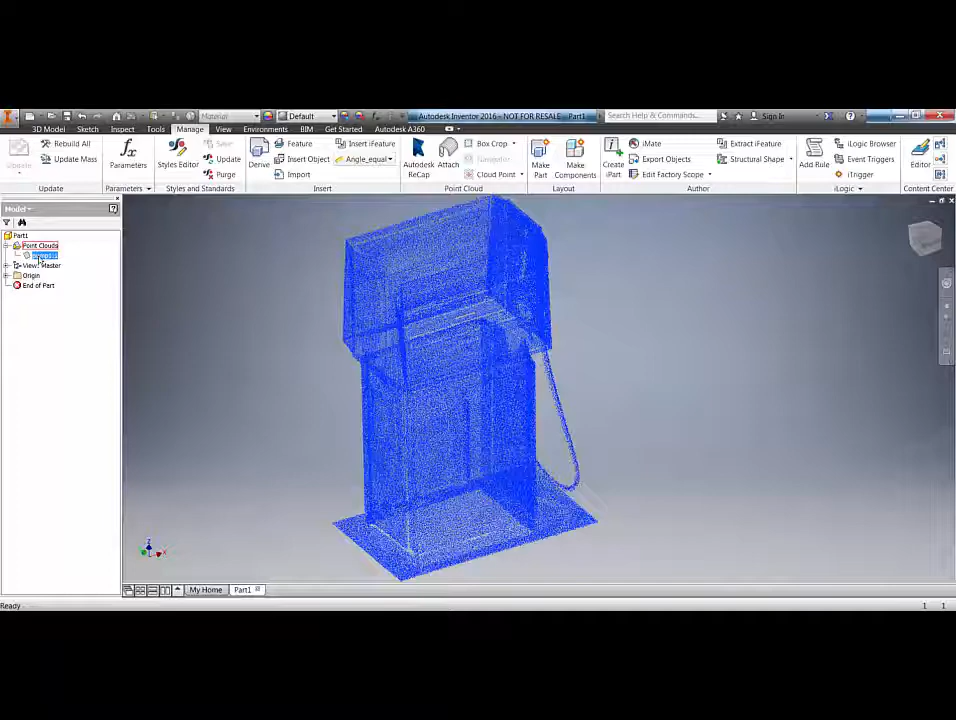 Material
Default
Autodesk Inventor 2016 - NOT FOR RESALE - Part1
Search Help & Commands...
Sign In
3D Model Sketch Inspect Tools Manage View Environments BIM Get Started Autodesk A360
Update
Rebuild All
Update Mass
Update
Parameters
Parameters
Styles Editor
Save
Update
Purge
Styles and Standards
Derive
Feature
Insert Object
Import
Insert iFeature
Angle_equal
Insert
Autodesk ReCap
Attach
Box Crop
Navigator
Cloud Point
Point Cloud
Make Part
Make Components
Layout
Create iPart
iMate
Export Objects
Edit Factory Scope
Extract iFeature
Structural Shape
Author
Add Rule
iLogic Browser
Event Triggers
iTrigger
iLogic
Editor
Content Center
Model
Part1
Point Clouds
View: Master
Origin
End of Part
Z
X
My Home Part1
Ready
1 1